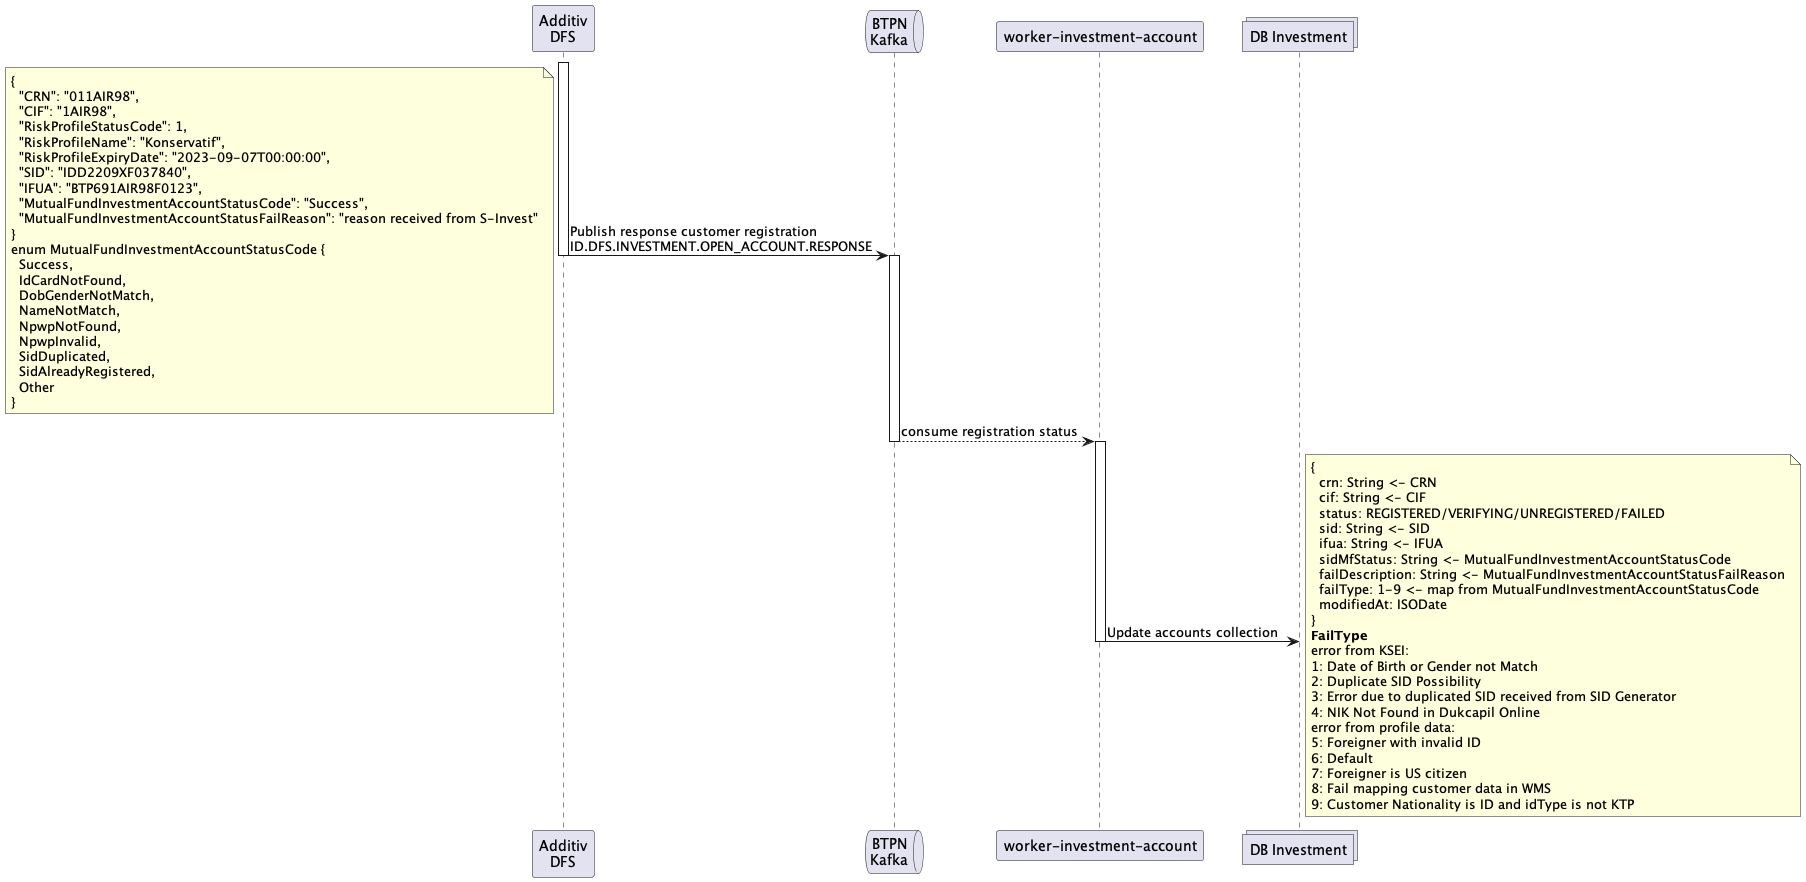 Additiv
DFS
BTPN
Kafka
worker-investment-account
DB Investment
{
  "CRN": "011AIR98",
  "CIF": "1AIR98",
  "RiskProfileStatusCode": 1,
  "RiskProfileName": "Konservatif",
  "RiskProfileExpiryDate": "2023-09-07T00:00:00",
  "SID": "IDD2209XF037840",
  "IFUA": "BTP691AIR98F0123",
  "MutualFundInvestmentAccountStatusCode": "Success",
  "MutualFundInvestmentAccountStatusFailReason": "reason received from S-Invest"
}
enum MutualFundInvestmentAccountStatusCode {
  Success,
  IdCardNotFound,
  DobGenderNotMatch,
  NameNotMatch,
  NpwpNotFound,
  NpwpInvalid,
  SidDuplicated,
  SidAlreadyRegistered,
  Other
}
Publish response customer registration
ID.DFS.INVESTMENT.OPEN_ACCOUNT.RESPONSE
consume registration status
{
  crn: String <- CRN
  cif: String <- CIF
  status: REGISTERED/VERIFYING/UNREGISTERED/FAILED
  sid: String <- SID
  ifua: String <- IFUA
  sidMfStatus: String <- MutualFundInvestmentAccountStatusCode
  failDescription: String <- MutualFundInvestmentAccountStatusFailReason
  failType: 1-9 <- map from MutualFundInvestmentAccountStatusCode
  modifiedAt: ISODate
}
FailType
error from KSEI:
1: Date of Birth or Gender not Match
2: Duplicate SID Possibility
3: Error due to duplicated SID received from SID Generator
4: NIK Not Found in Dukcapil Online
error from profile data:
5: Foreigner with invalid ID
6: Default
7: Foreigner is US citizen
8: Fail mapping customer data in WMS
9: Customer Nationality is ID and idType is not KTP
Update accounts collection
Additiv
DFS
BTPN
Kafka
worker-investment-account
DB Investment